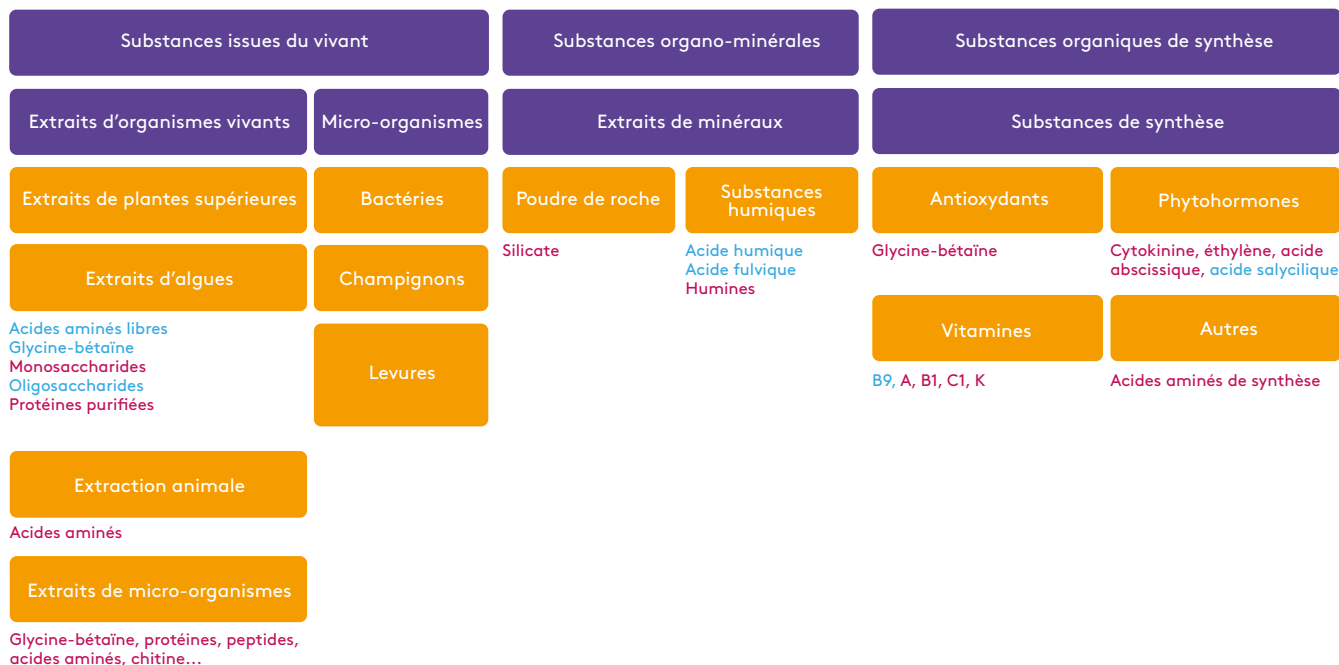 Substances issues du vivant
Substances organo-minérales
Substances organiques de synthèse
Extraits d'organismes vivants
Micro-organismes
Extraits de minéraux
Substances de synthèse
Extraits de plantes supérieures
Bactéries
Poudre de roche
Substances
humiques
Antioxydants
Phytohormones
Silicate
Acide humique
Acide fulvique
Humines
Glycine-bétaïne
Cytokinine, éthylène, acide
abscissique, acide salycilique
Extraits d'algues
Champignons
Acides aminés libres
Glycine-bétaïne
Monosaccharides
Oligosaccharides
Protéines purifiées
Levures
Vitamines
Autres
B9, A, B1, C1, K
Acides aminés de synthèse
Extraction animale
Acides aminés
Extraits de micro-organismes
Glycine-bétaïne, protéines, peptides,
acides aminés, chitine...